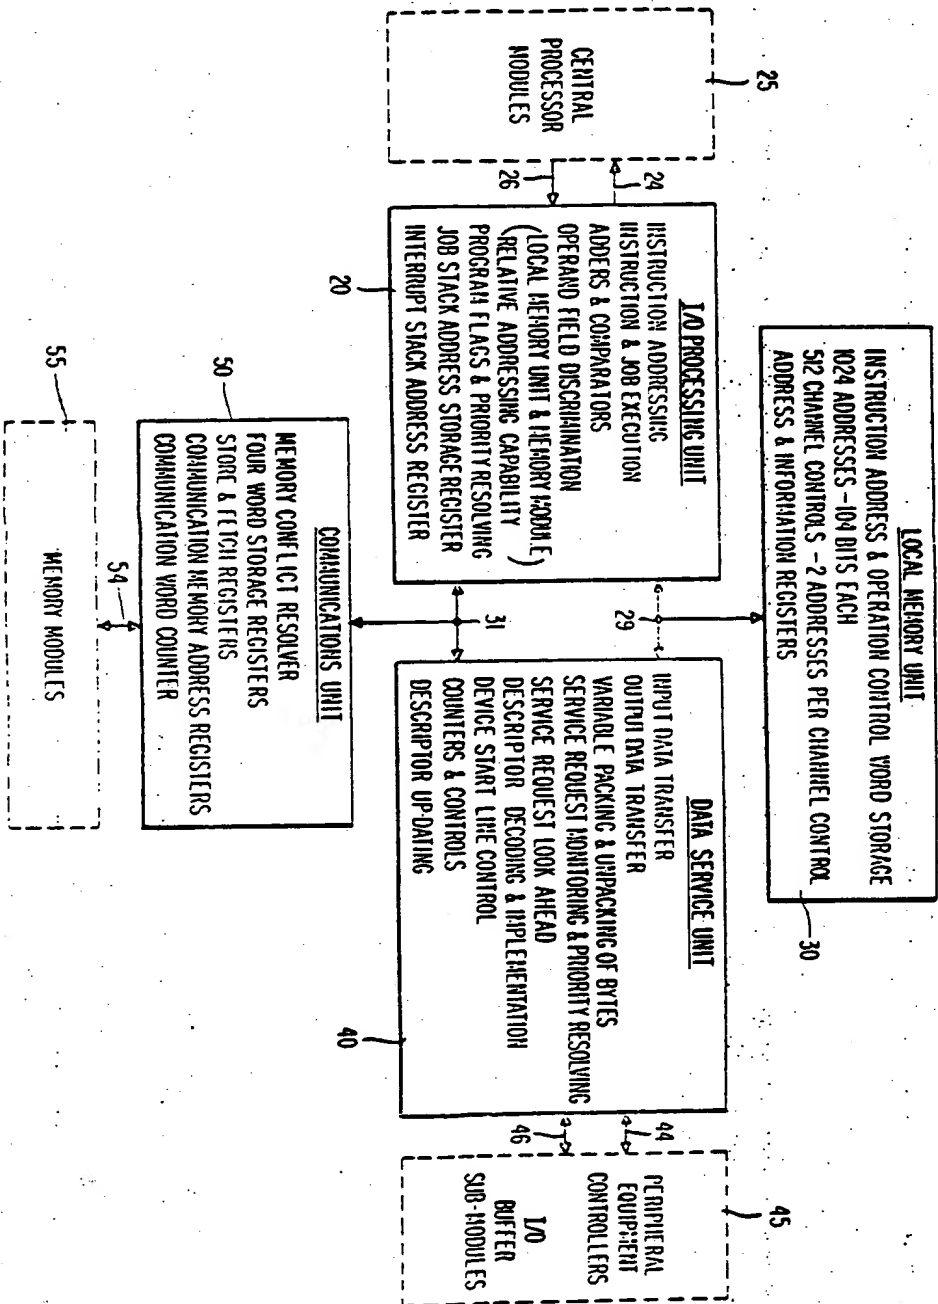 CENTRAL
PROCESSOR
MODULES
25
24
26
I/O PROCESSING UNIT
INSTRUCTION ADDRESSING
INSTRUCTION & JOB EXECUTION
ADDERS & COMPARATORS
OPERAND FIELD DISCRIMINATION
(LOCAL MEMORY UNIT & MEMORY MODULE)
(RELATIVE ADDRESSING CAPABILITY)
PROGRAM FLAGS & PRIORITY RESOLVING
JOB STACK ADDRESS STORAGE REGISTER
INTERRUPT STACK ADDRESS REGISTER
20
LOCAL MEMORY UNIT
INSTRUCTION ADDRESS & OPERATION CONTROL WORD STORAGE
1024 ADDRESSES - 104 BITS EACH
512 CHANNEL CONTROLS - 2 ADDRESSES PER CHANNEL CONTROL
ADDRESS & INFORMATION REGISTERS
30
29
31
DATA SERVICE UNIT
INPUT DATA TRANSFER
OUTPUT DATA TRANSFER
VARIABLE PACKING & UNPACKING OF BYTES
SERVICE REQUEST MONITORING & PRIORITY RESOLVING
SERVICE REQUEST LOOK AHEAD
DESCRIPTOR DECODING & IMPLEMENTATION
DEVICE START LINE CONTROL
COUNTERS & CONTROLS
DESCRIPTOR UP-DATING
40
44
46
PERIPHERAL
EQUIPMENT
CONTROLLERS
I/O
BUFFER
SUB-MODULES
45
COMMUNICATIONS UNIT
MEMORY CONFLICT RESOLVER
FOUR WORD STORAGE REGISTERS
STORE & FETCH REGISTERS
COMMUNICATION MEMORY ADDRESS REGISTERS
COMMUNICATION WORD COUNTER
50
54
MEMORY MODULES
55